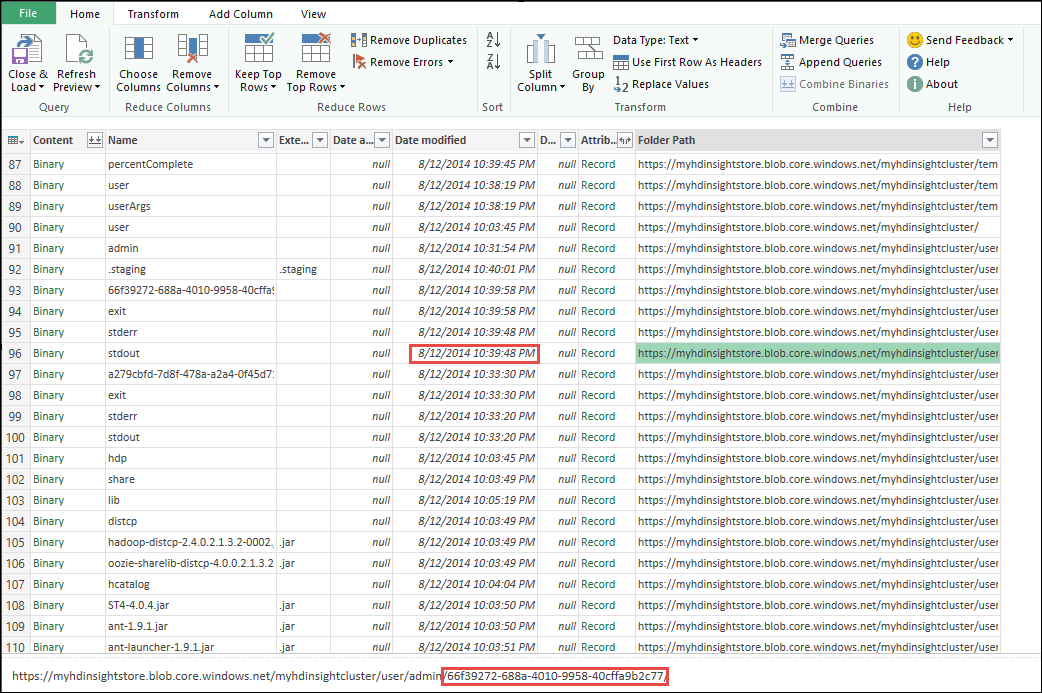 File Home Transform Add Column View
Close & Load Refresh Preview Choose Columns Remove Columns Keep Top Rows Remove Top Rows Remove Duplicates Remove Errors Split Column Group By Data Type: Text Use First Row As Headers Replace Values Merge Queries Append Queries Combine Binaries Send Feedback Help About
Query Reduce Columns Reduce Rows Sort Transform Combine Help
Content Name Exte... Date a... Date modified D... Attrib... Folder Path
87 Binary percentComplete null 8/12/2014 10:39:45 PM null Record https://myhdinsightstore.blob.core.windows.net/myhdinsightcluster/tem
88 Binary user null 8/12/2014 10:38:19 PM null Record https://myhdinsightstore.blob.core.windows.net/myhdinsightcluster/tem
89 Binary userArgs null 8/12/2014 10:38:19 PM null Record https://myhdinsightstore.blob.core.windows.net/myhdinsightcluster/tem
90 Binary user null 8/12/2014 10:03:45 PM null Record https://myhdinsightstore.blob.core.windows.net/myhdinsightcluster/
91 Binary admin null 8/12/2014 10:31:54 PM null Record https://myhdinsightstore.blob.core.windows.net/myhdinsightcluster/user
92 Binary .staging .staging null 8/12/2014 10:40:01 PM null Record https://myhdinsightstore.blob.core.windows.net/myhdinsightcluster/user
93 Binary 66f39272-688a-4010-9958-40cffa9 null 8/12/2014 10:39:58 PM null Record https://myhdinsightstore.blob.core.windows.net/myhdinsightcluster/user
94 Binary exit null 8/12/2014 10:39:58 PM null Record https://myhdinsightstore.blob.core.windows.net/myhdinsightcluster/user
95 Binary stderr null 8/12/2014 10:39:48 PM null Record https://myhdinsightstore.blob.core.windows.net/myhdinsightcluster/user
96 Binary stdout null 8/12/2014 10:39:48 PM null Record https://myhdinsightstore.blob.core.windows.net/myhdinsightcluster/user
97 Binary a279cbfd-7d8f-478a-a2a4-0f45d7: null 8/12/2014 10:33:30 PM null Record https://myhdinsightstore.blob.core.windows.net/myhdinsightcluster/user
98 Binary exit null 8/12/2014 10:33:30 PM null Record https://myhdinsightstore.blob.core.windows.net/myhdinsightcluster/user
99 Binary stderr null 8/12/2014 10:33:20 PM null Record https://myhdinsightstore.blob.core.windows.net/myhdinsightcluster/user
100 Binary stdout null 8/12/2014 10:33:20 PM null Record https://myhdinsightstore.blob.core.windows.net/myhdinsightcluster/user
101 Binary hdp null 8/12/2014 10:03:45 PM null Record https://myhdinsightstore.blob.core.windows.net/myhdinsightcluster/user
102 Binary share null 8/12/2014 10:03:49 PM null Record https://myhdinsightstore.blob.core.windows.net/myhdinsightcluster/user
103 Binary lib null 8/12/2014 10:05:19 PM null Record https://myhdinsightstore.blob.core.windows.net/myhdinsightcluster/user
104 Binary distcp null 8/12/2014 10:03:49 PM null Record https://myhdinsightstore.blob.core.windows.net/myhdinsightcluster/user
105 Binary hadoop-distcp-2.4.0.2.1.3.2-0002. .jar null 8/12/2014 10:03:49 PM null Record https://myhdinsightstore.blob.core.windows.net/myhdinsightcluster/user
106 Binary oozie-sharelib-distcp-4.0.0.2.1.3.2 .jar null 8/12/2014 10:03:49 PM null Record https://myhdinsightstore.blob.core.windows.net/myhdinsightcluster/user
107 Binary hcatalog null 8/12/2014 10:04:04 PM null Record https://myhdinsightstore.blob.core.windows.net/myhdinsightcluster/user
108 Binary ST4-4.0.4.jar .jar null 8/12/2014 10:03:50 PM null Record https://myhdinsightstore.blob.core.windows.net/myhdinsightcluster/user
109 Binary ant-1.9.1.jar .jar null 8/12/2014 10:03:50 PM null Record https://myhdinsightstore.blob.core.windows.net/myhdinsightcluster/user
110 Binary ant-launcher-1.9.1.jar .jar null 8/12/2014 10:03:51 PM null Record https://myhdinsightstore.blob.core.windows.net/myhdinsightcluster/user
https://myhdinsightstore.blob.core.windows.net/myhdinsightcluster/user/admin/66f39272-688a-4010-9958-40cffa9b2c77/